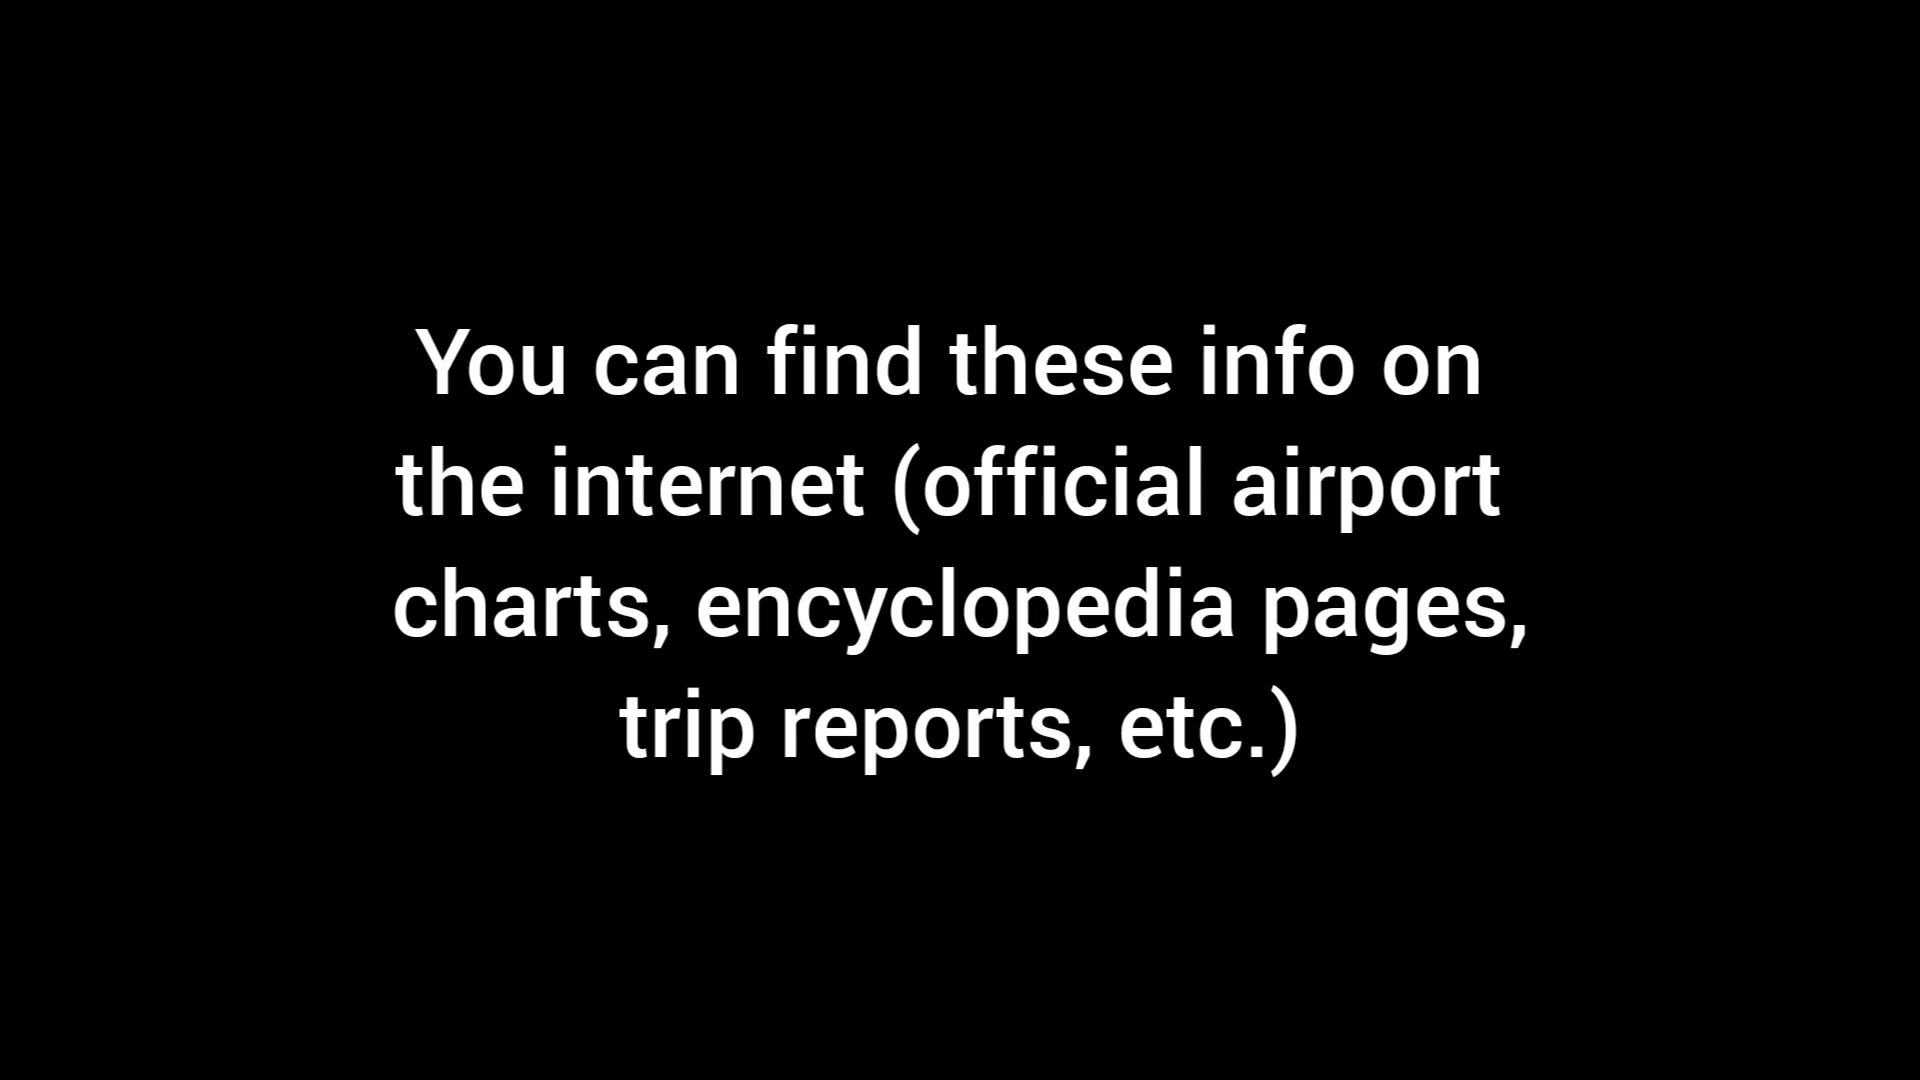 You can find these info on
the internet (official airport
charts, encyclopedia pages,
trip reports, etc.)